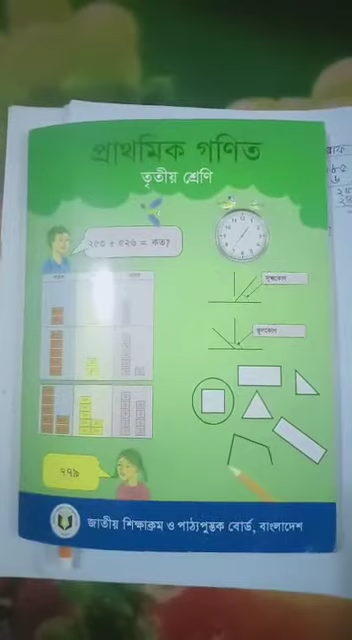 প্রাথমিক গণিত
তৃতীয় শ্রেণি
২৫৩ + ৫২৬ = কত?
সূক্ষ্মকোণ
স্থূলকোণ
৭৭৯
জাতীয় শিক্ষাক্রম ও পাঠ্যপুস্তক বোর্ড, বাংলাদেশ